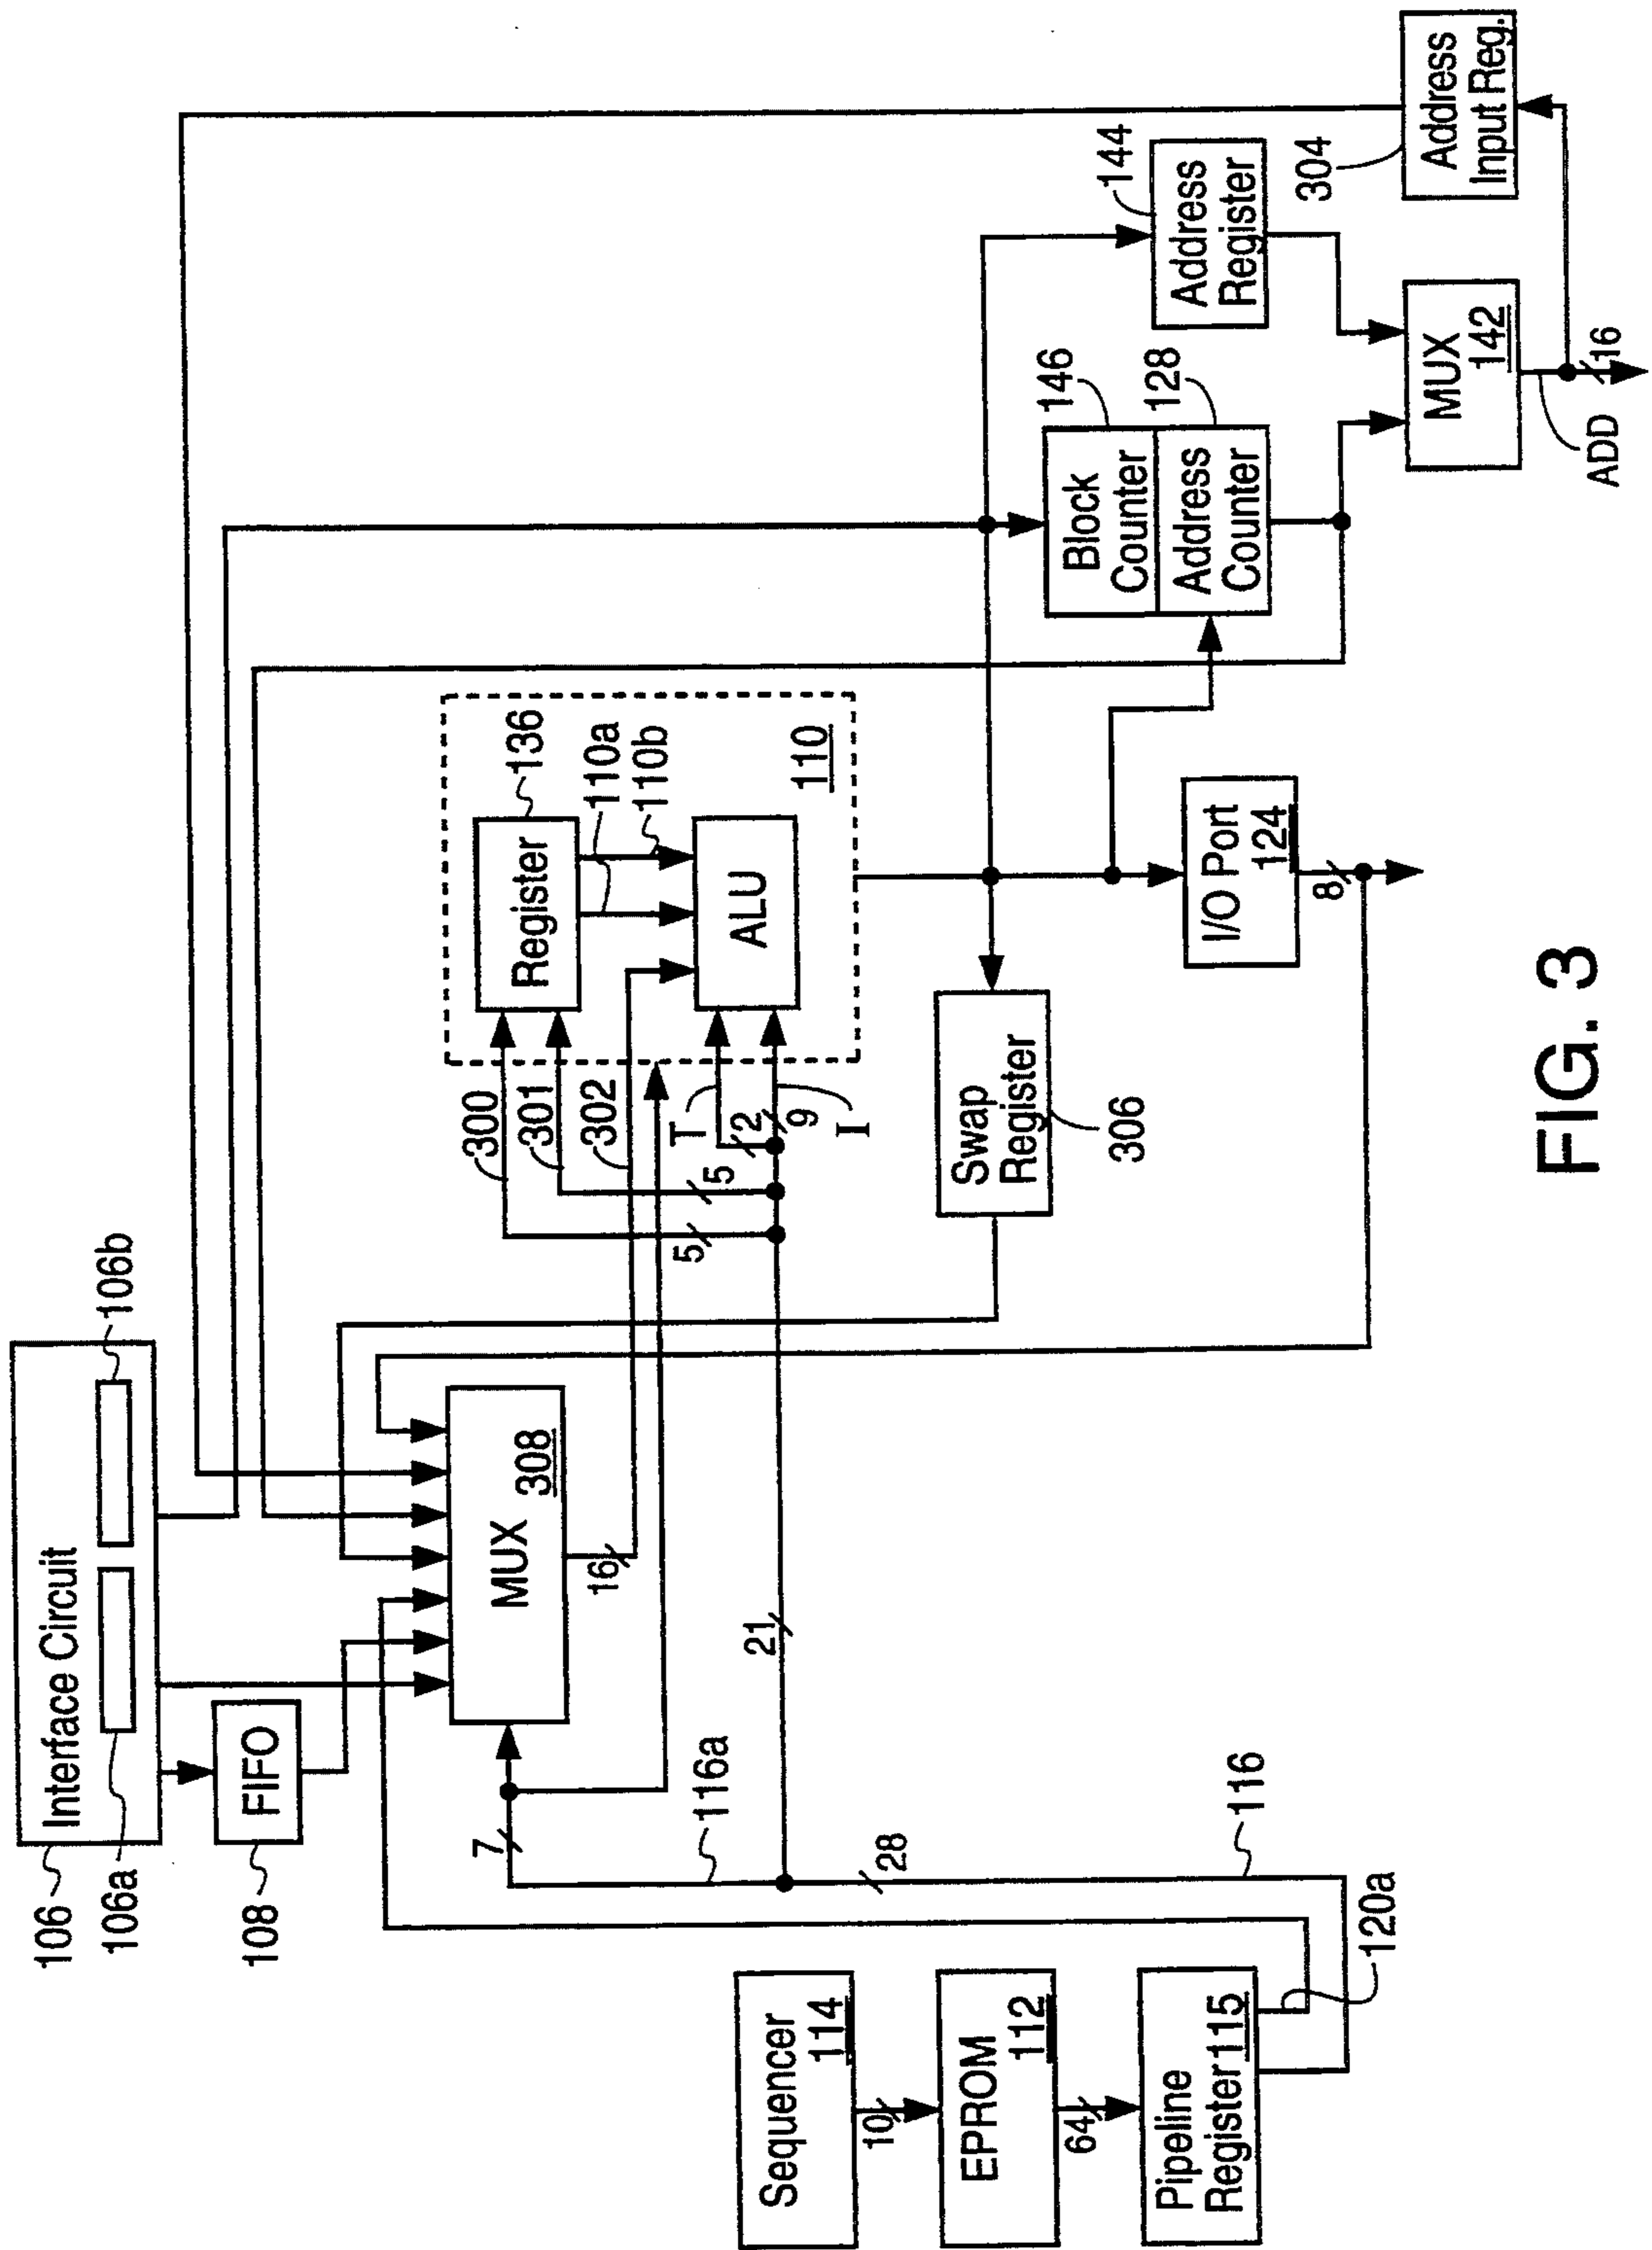 106
Interface Circuit
106a
106b
108
FIFO
MUX
308
7
16
116a
21
28
116
120a
Sequencer
114
10
EPROM
112
64
Pipeline
Register115
300
301
302
5
5
T
2
9
I
Register
136
110a
110b
ALU
110
Swap
Register
306
I/O Port
124
8
Block
Counter
146
Address
Counter
128
Address
Register
144
MUX
142
ADD
16
304
Address
Input Reg.
FIG. 3